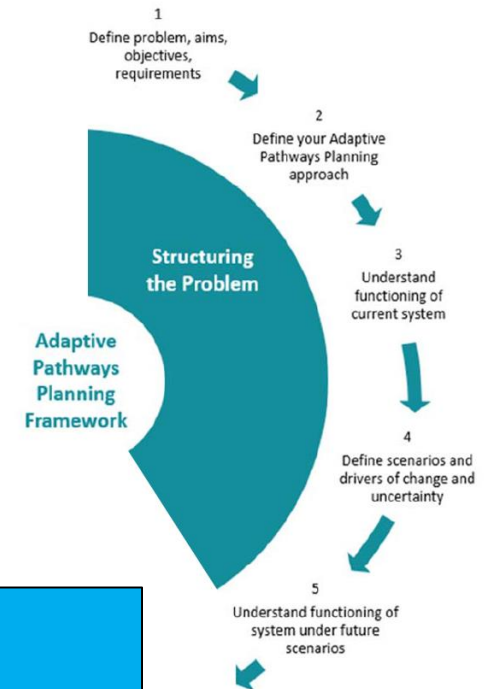 1
Define problem, aims,
objectives,
requirements
2
Define your Adaptive
Pathways Planning
approach
Structuring
the Problem
3
Understand
functioning of
current system
Adaptive
Pathways
Planning
Framework
4
Define scenarios and
drivers of change and
uncertainty
5
Understand functioning of
system under future
scenarios